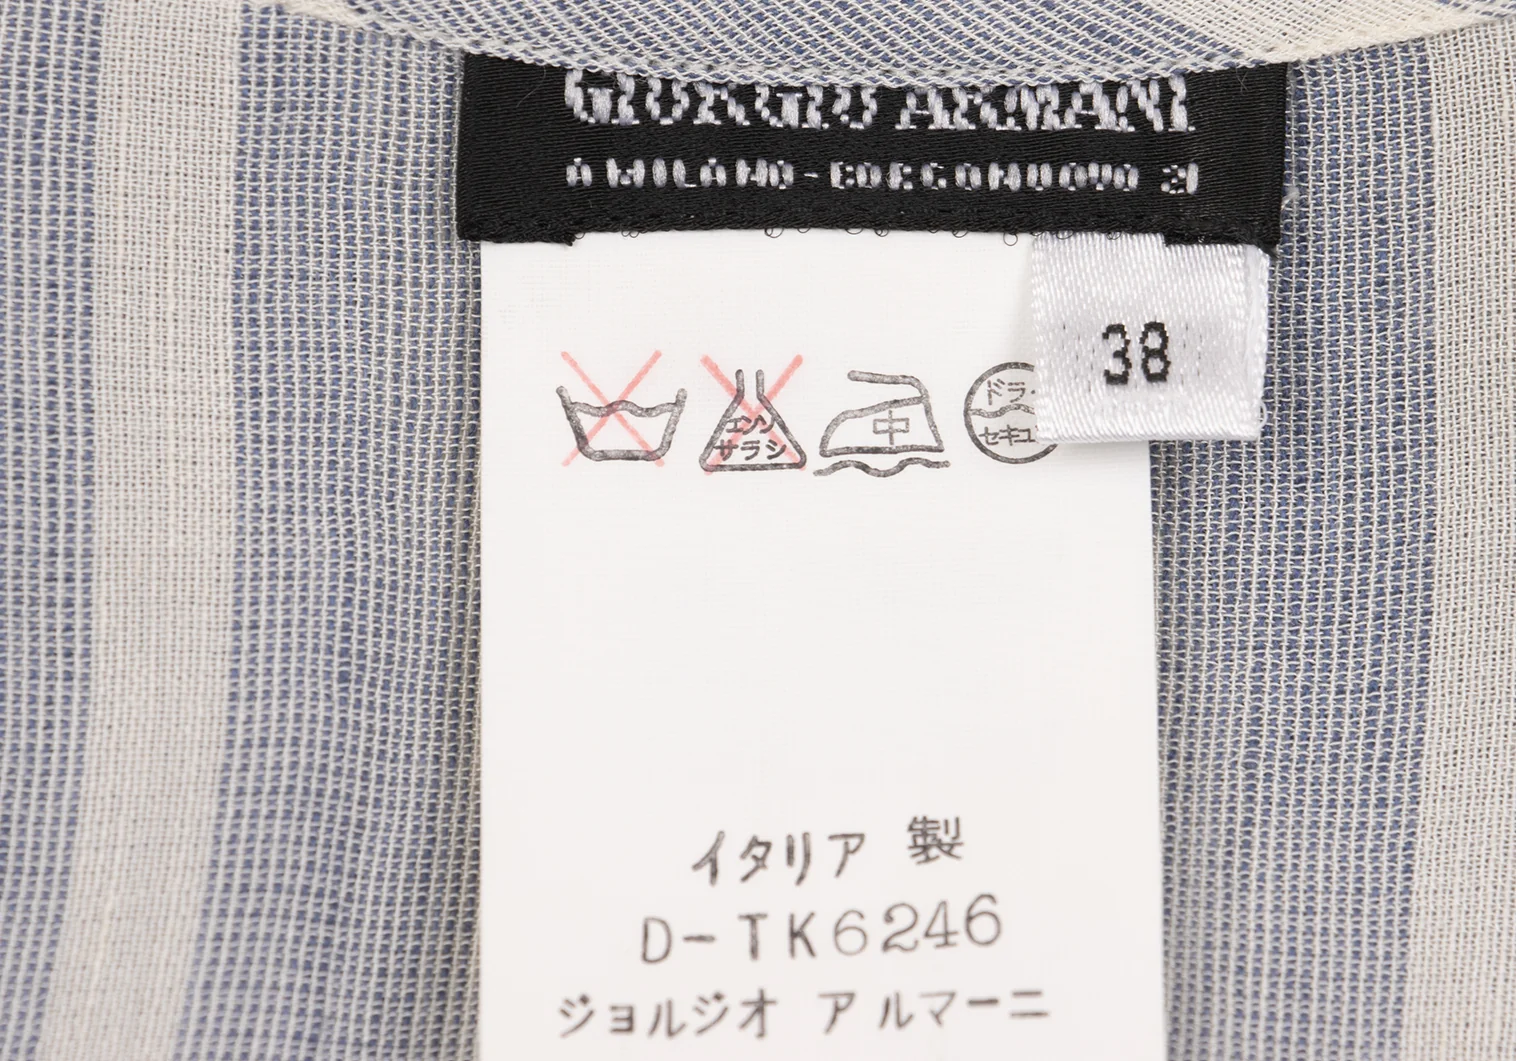 GIORGIO ARMANI
A MILANO-BORGONUOVO 21
38
エンソ
サラシ
中
ドラ
セキユ
イタリア 製
D-TK6246
ジョルジオ アルマーニ